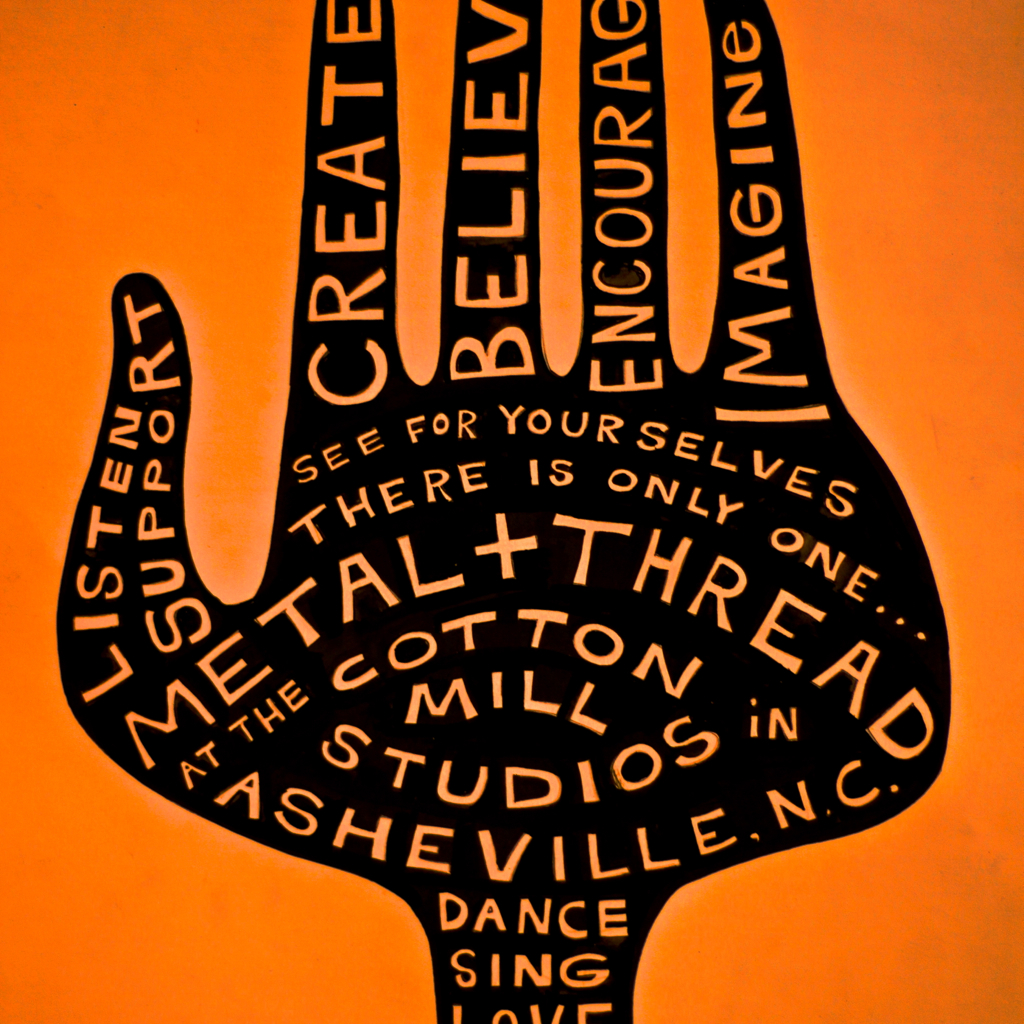 LISTEN
SUPPORT
CREATE
BELIEV
ENCOURAG
IMAGINe
SEE FOR YOURSELVES
THERE IS ONLY ONE...
METAL+THREAD
AT THE COTTON
MILL
STUDIOS iN
ASHEVILLE, N.C.
DANCE
SING
LOVE